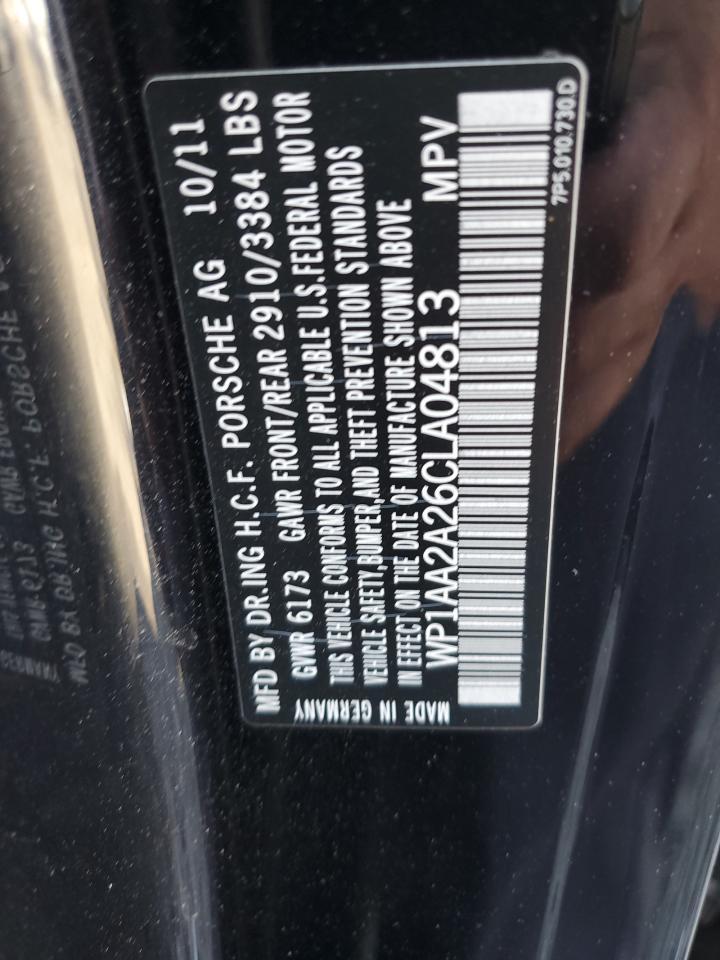 MFD BY DR.ING H.C.F. PORSCHE AG 10/11
GVWR 6173 GAWR FRONT/REAR 2910/3384 LBS
THIS VEHICLE CONFORMS TO ALL APPLICABLE U.S.FEDERAL MOTOR
VEHICLE SAFETY,BUMPER,AND THEFT PREVENTION STANDARDS
IN EFFECT ON THE DATE OF MANUFACTURE SHOWN ABOVE
WP1AA2A26CLA04813 MPV
MADE IN GERMANY
7P5.010.730.D